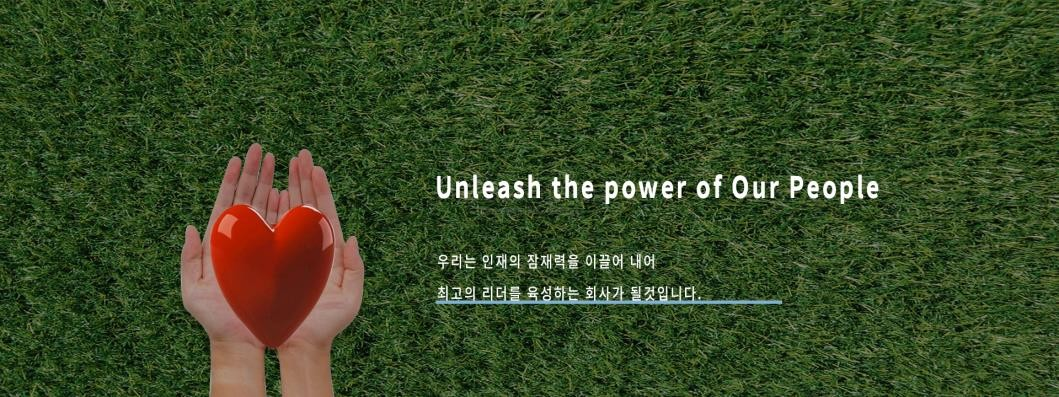 Unleash the power of Our People
우리는 인재의 잠재력을 이끌어 내어
최고의 리더를 육성하는 회사가 될것입니다.